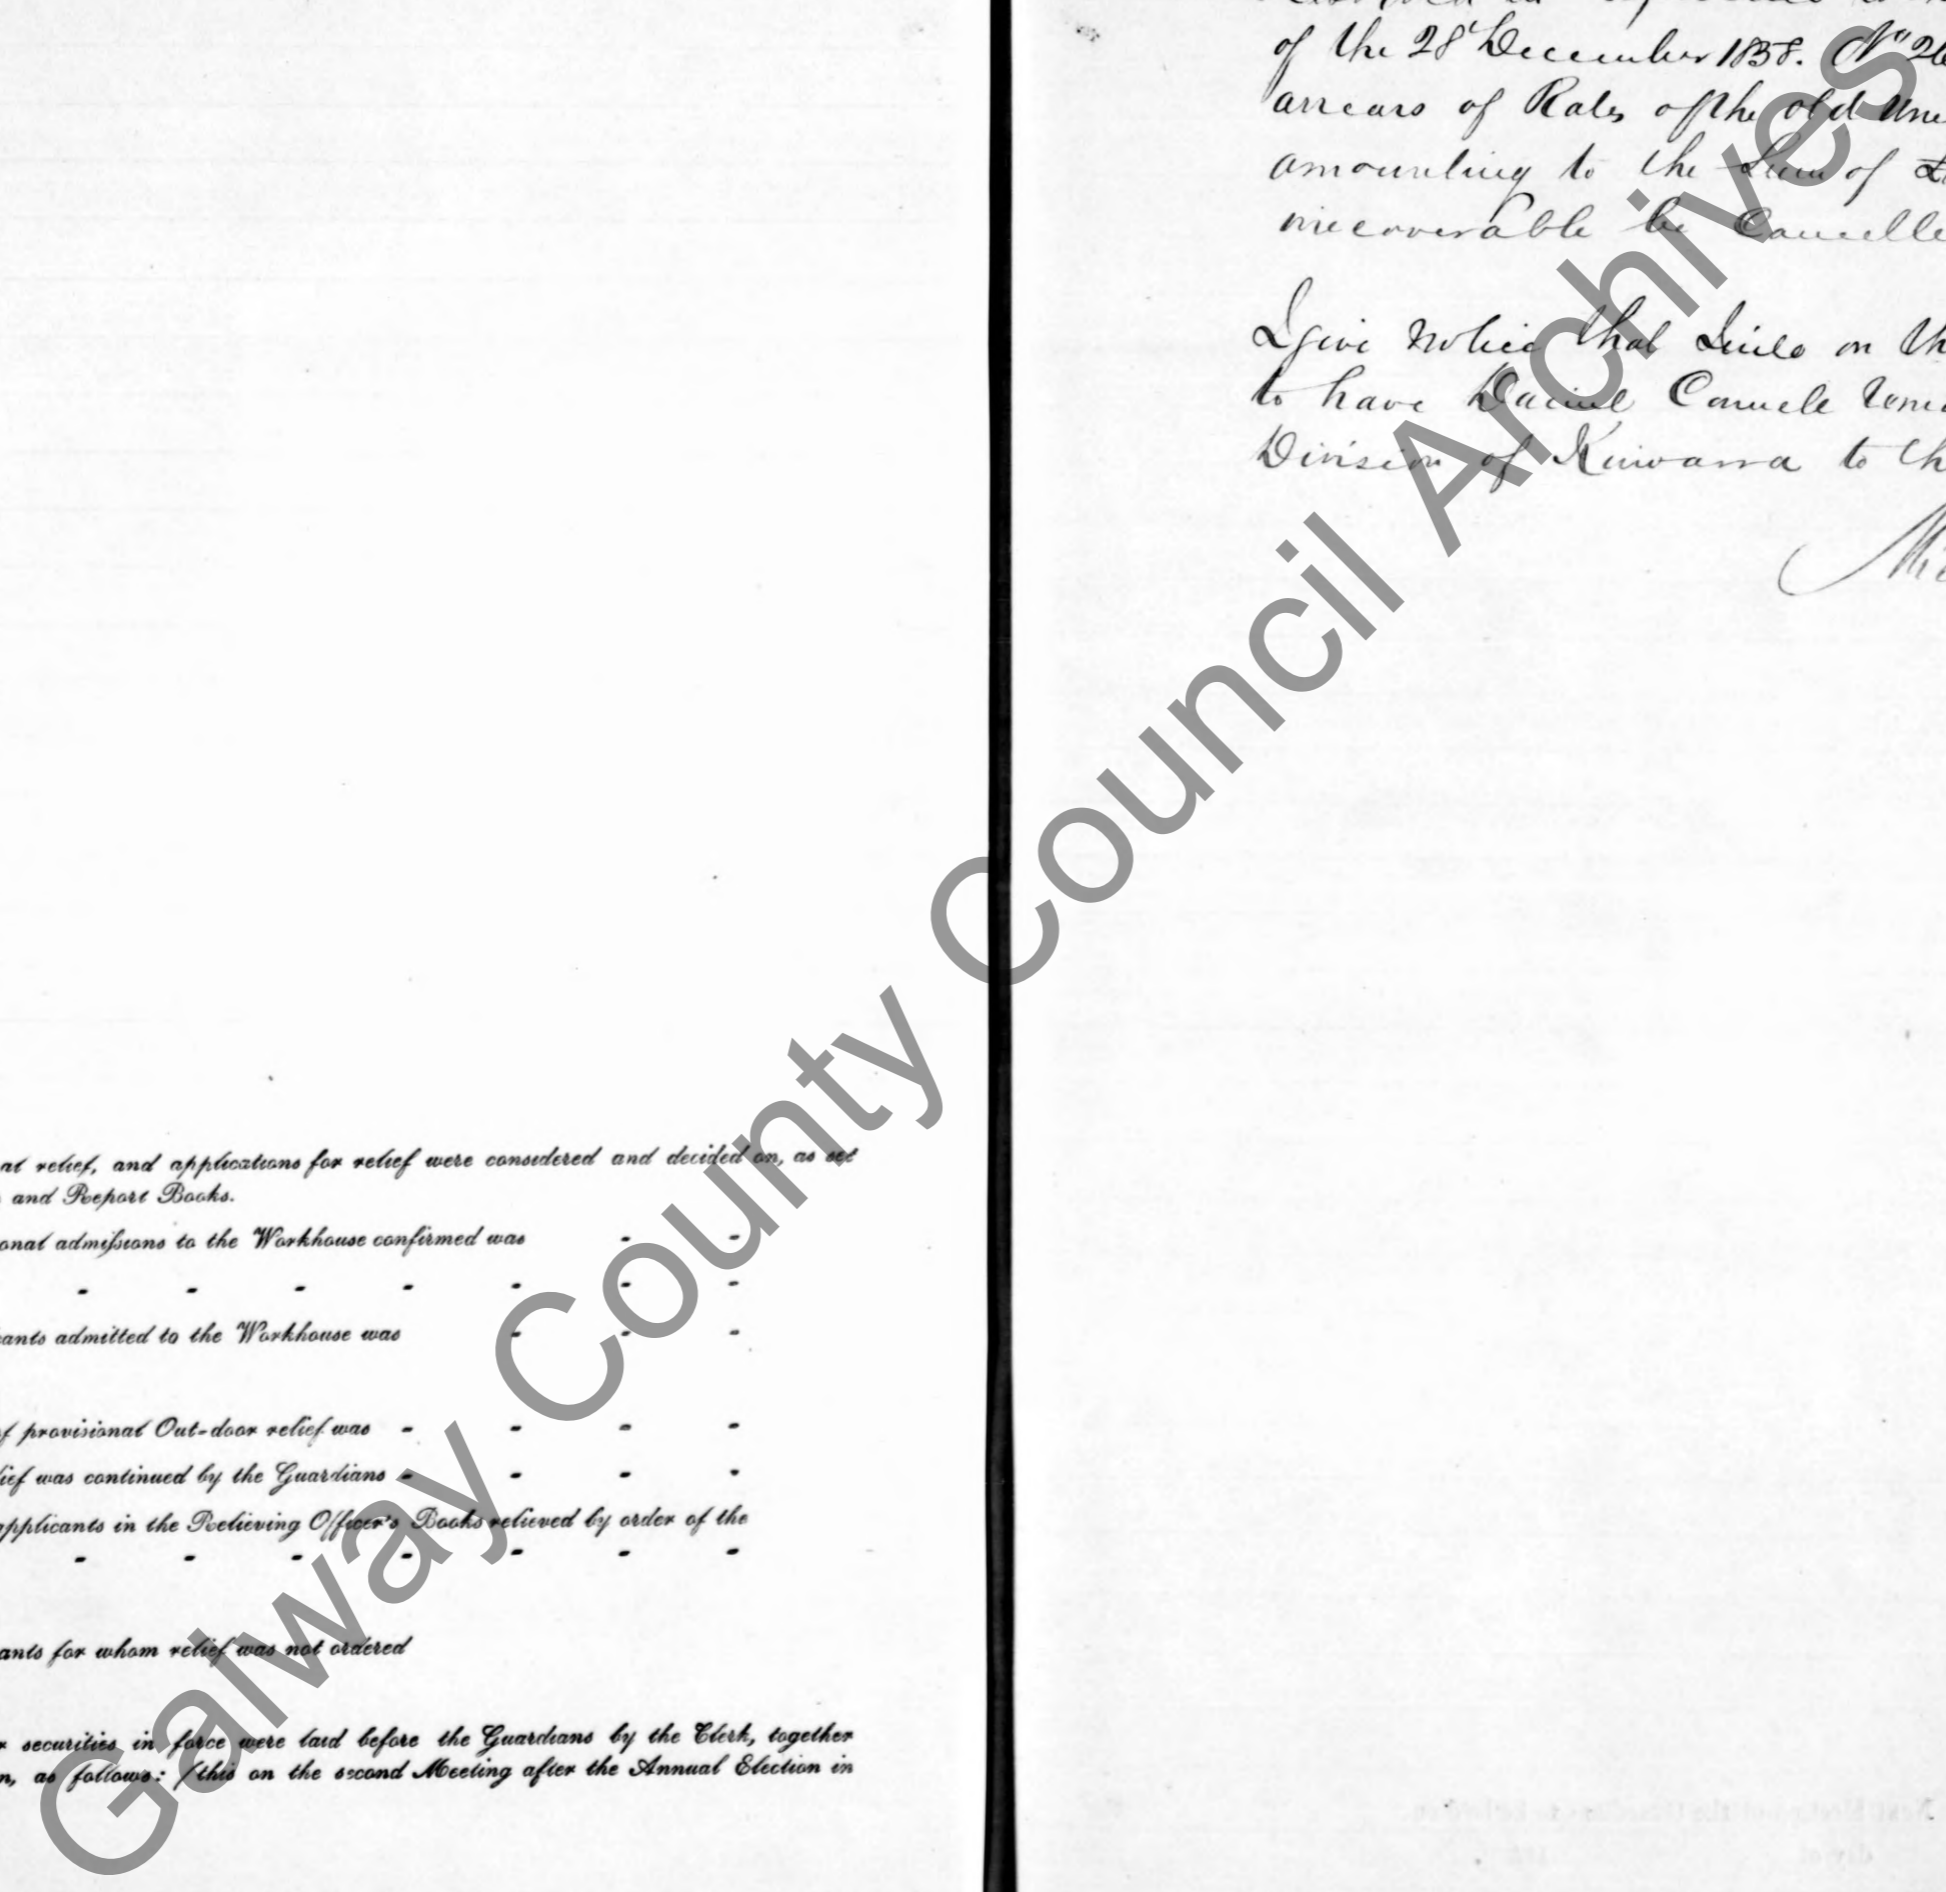 at relief, and applications for relief were considered and decided on, as set
and Report Books.
onal admissions to the Workhouse confirmed was - -
- - - - - - -
ants admitted to the Workhouse was - - -
f provisional Out-door relief was - - - -
ief was continued by the Guardians - - - -
applicants in the Relieving Officer's Books relieved by order of the
- - - - - - -
ants for whom relief was not ordered
securities in force were laid before the Guardians by the Clerk, together
n, as follows: (this on the second Meeting after the Annual Election in
of the 28th December 1858. No 26
arrears of Rates of the old
amounting to the Sum of £
irrecoverable be Cancelle
I give notice that I will on th
to have Daniel
Division of Kinvarra to th
Galway County Council Archives